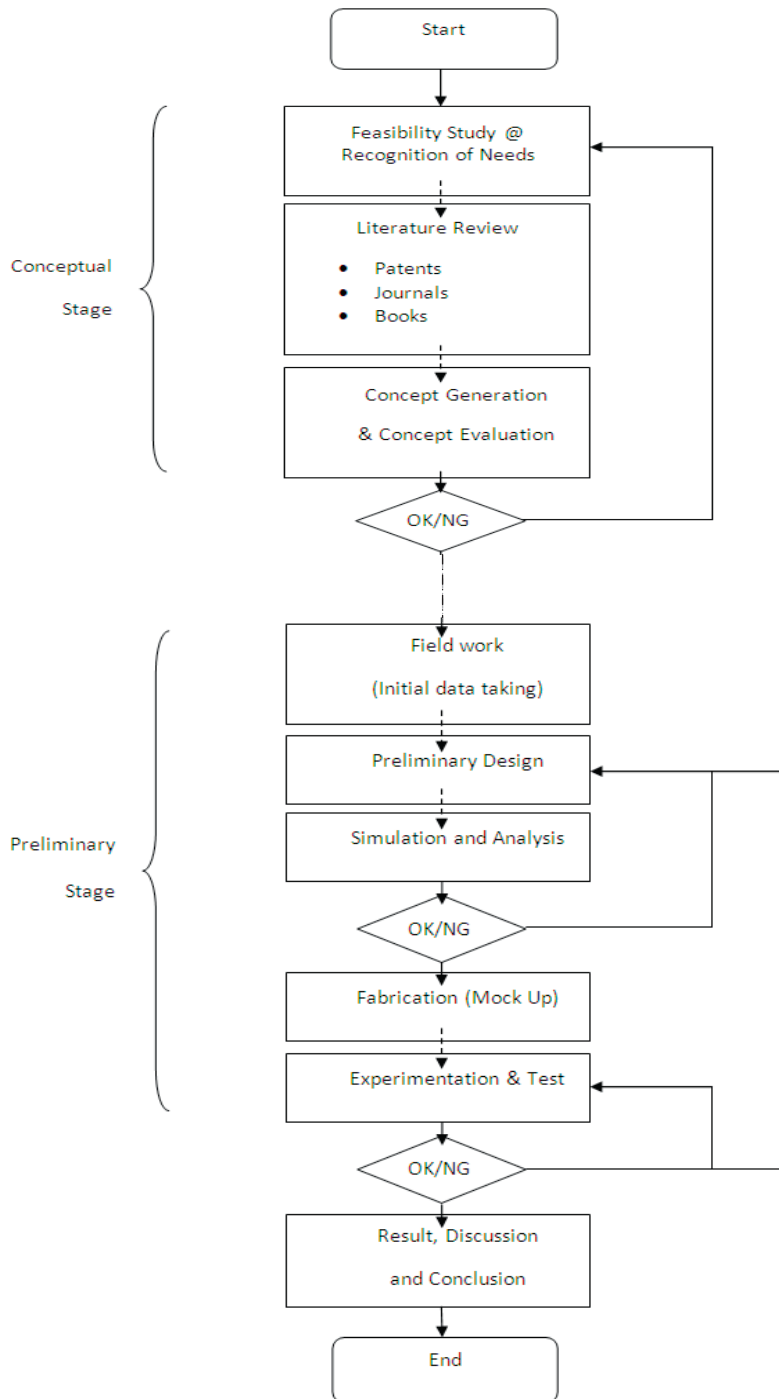 Start
Feasibility Study @
Recognition of Needs
Literature Review
• Patents
• Journals
• Books
Conceptual
Stage
Concept Generation
& Concept Evaluation
OK/NG
Field work
(Initial data taking)
Preliminary Design
Simulation and Analysis
Preliminary
Stage
OK/NG
Fabrication (Mock Up)
Experimentation & Test
OK/NG
Result, Discussion
and Conclusion
End